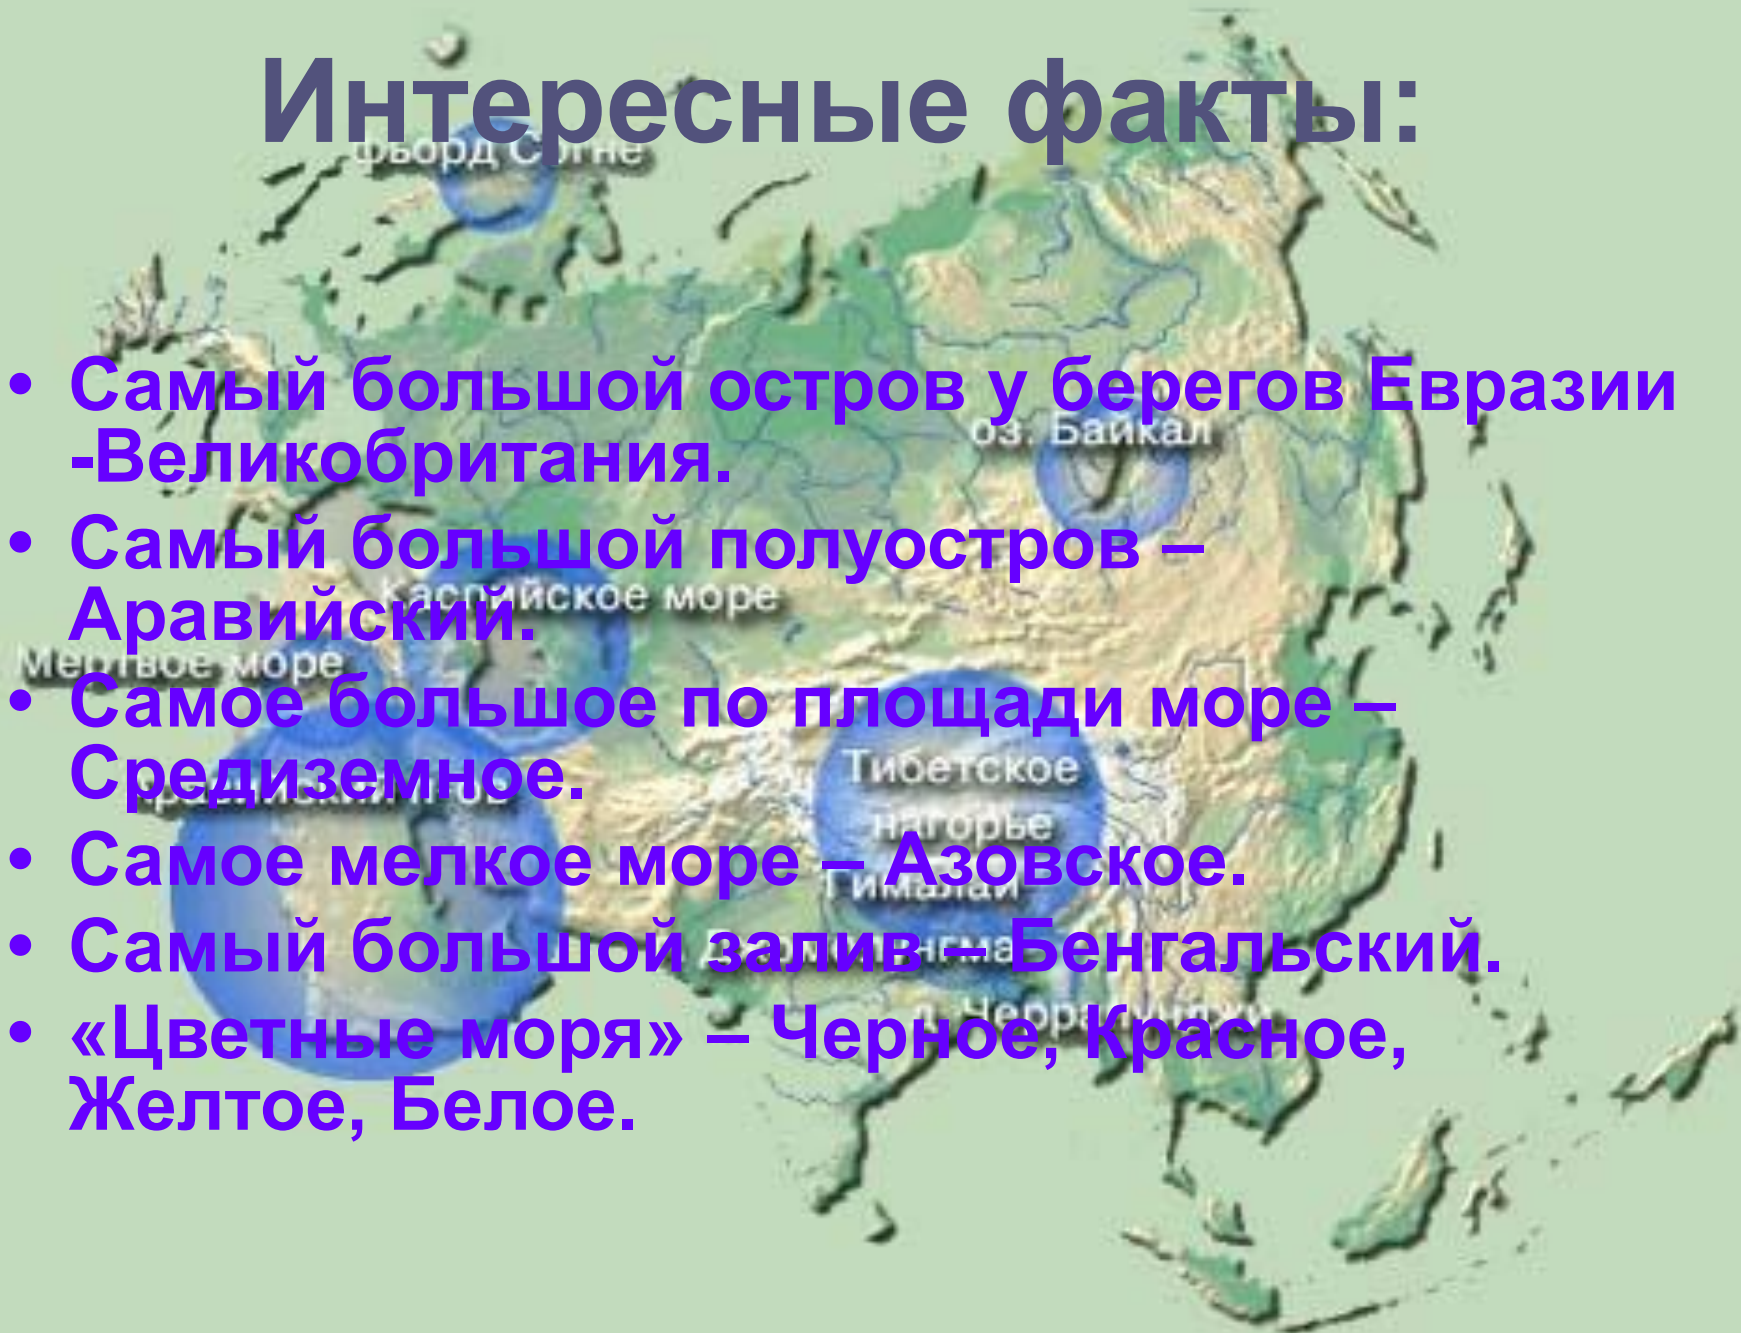 Интересные факты:
фьорд Согне
• Самый большой остров у берегов Евразии
-Великобритания.
оз. Байкал
• Самый большой полуостров –
Аравийский.
Каспийское море
Мертвое море
• Самое большое по площади море –
Средиземное.
Тибетское
нагорье
• Самое мелкое море – Азовское.
Гималаи
• Самый большой залив – Бенгальский.
• «Цветные моря» – Черное, Красное,
Желтое, Белое.